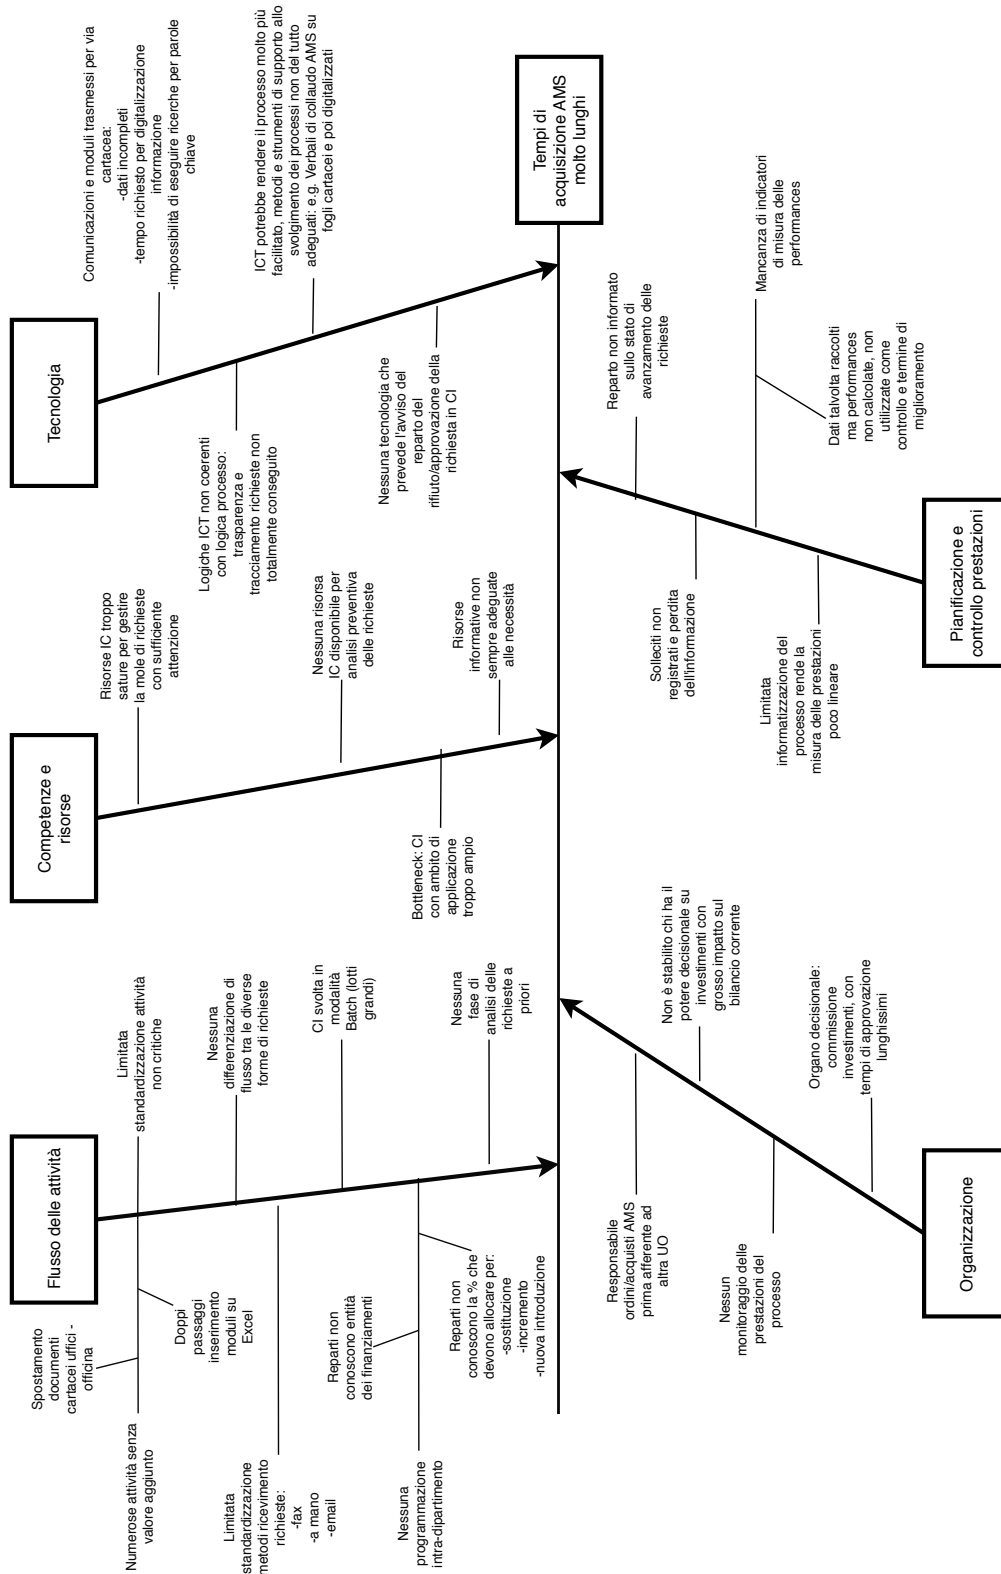 Flusso delle attività
Spostamento
documenti
cartacei uffici -
officina
Numerose attività senza
valore aggiunto
Doppi
passaggi
inserimento
moduli su
Excel
Limitata
standardizzazione attività
non critiche
Nessuna
differenziazione di
flusso tra le diverse
forme di richieste
Limitata
standardizzazione
metodi ricevimento
richieste:
-fax
-a mano
-email
CI svolta in
modalità
Batch (lotti
grandi)
Reparti non
conoscono entità
dei finanziamenti
Nessuna
programmazione
intra-dipartimento
Reparti non
conoscono la % che
devono allocare per:
-sostituzione
-incremento
-nuova introduzione
Nessuna
fase di
analisi delle
richieste a
priori
Competenze e
risorse
Risorse IC troppo
sature per gestire
la mole di richieste
con sufficiente
attenzione
Nessuna risorsa
IC disponibile per
analisi preventiva
delle richieste
Bottleneck: CI
con ambito di
applicazione
troppo ampio
Risorse
informative non
sempre adeguate
alle necessità
Tecnologia
Comunicazioni e moduli trasmessi per via
cartacea:
-dati incompleti
-tempo richiesto per digitalizzazione
informazione
-impossibilità di eseguire ricerche per parole
chiave
Logiche ICT non coerenti
con logica processo:
trasparenza e
tracciamento richieste non
totalmente conseguito
ICT potrebbe rendere il processo molto più
facilitato, metodi e strumenti di supporto allo
svolgimento dei processi non del tutto
adeguati: e.g. Verbali di collaudo AMS su
fogli cartacei e poi digitalizzati
Nessuna tecnologia che
prevede l'avviso del
reparto del
rifiuto/approvazione della
richiesta in CI
Tempi di
acquisizione AMS
molto lunghi
Organizzazione
Responsabile
ordini/acquisti AMS
prima afferente ad
altra UO
Non è stabilito chi ha il
potere decisionale su
investimenti con
grosso impatto sul
bilancio corrente
Nessun
monitoraggio delle
prestazioni del
processo
Organo decisionale:
commissione
investimenti, con
tempi di approvazione
lunghissimi
Pianificazione e
controllo prestazioni
Reparto non informato
sullo stato di
avanzamento delle
richieste
Solleciti non
registrati e perdita
dell'informazione
Mancanza di indicatori
di misura delle
performances
Dati talvolta raccolti
ma performances
non calcolate, non
utilizzate come
controllo e termine di
miglioramento
Limitata
informatizzazione del
processo rende la
misura delle prestazioni
poco lineare